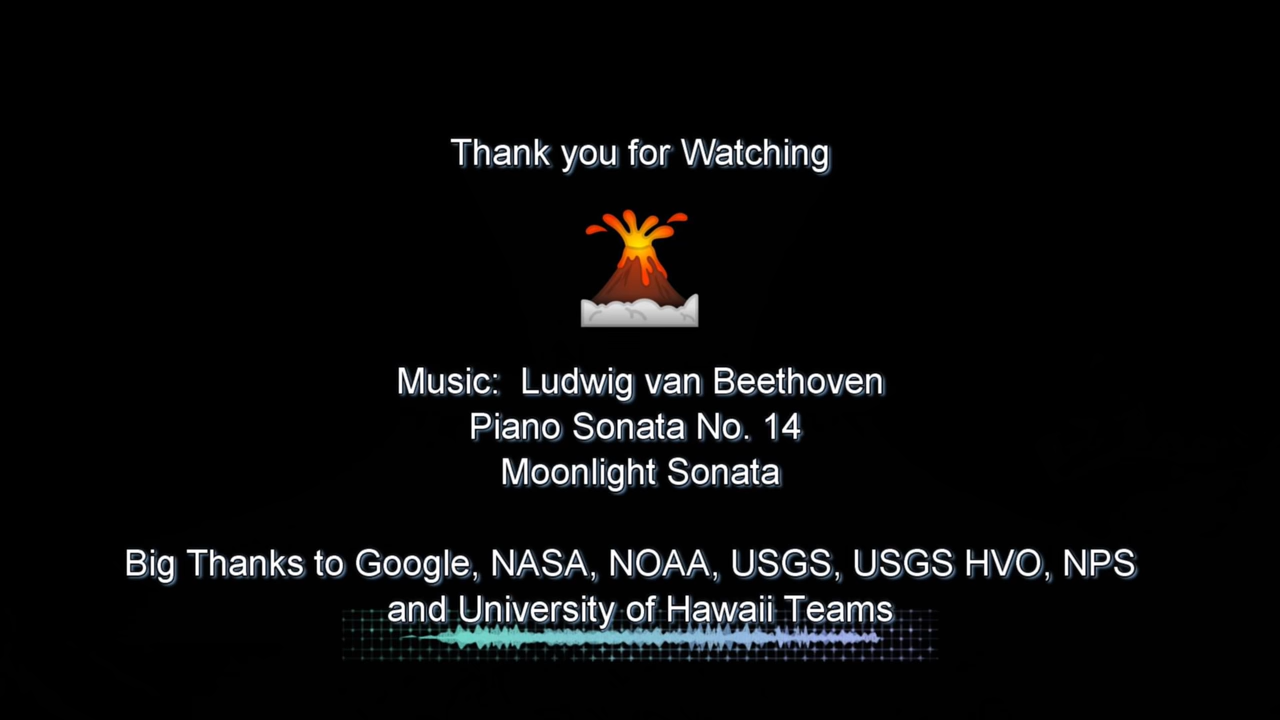 Thank you for Watching
Music:  Ludwig van Beethoven
Piano Sonata No. 14
Moonlight Sonata
Big Thanks to Google, NASA, NOAA, USGS, USGS HVO, NPS
and University of Hawaii Teams